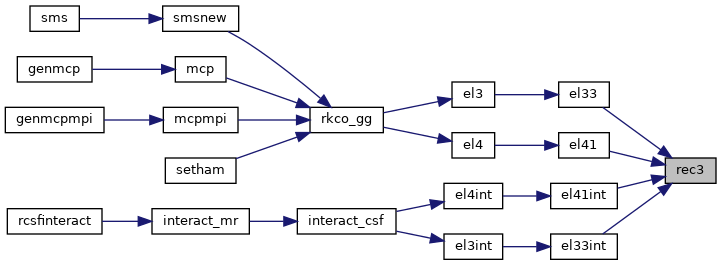 sms
smsnew
genmcp
mcp
genmcpmpi
mcpmpi
rkco_gg
setham
el3
el33
el4
el41
rec3
el4int
el41int
rcsfinteract
interact_mr
interact_csf
el3int
el33int